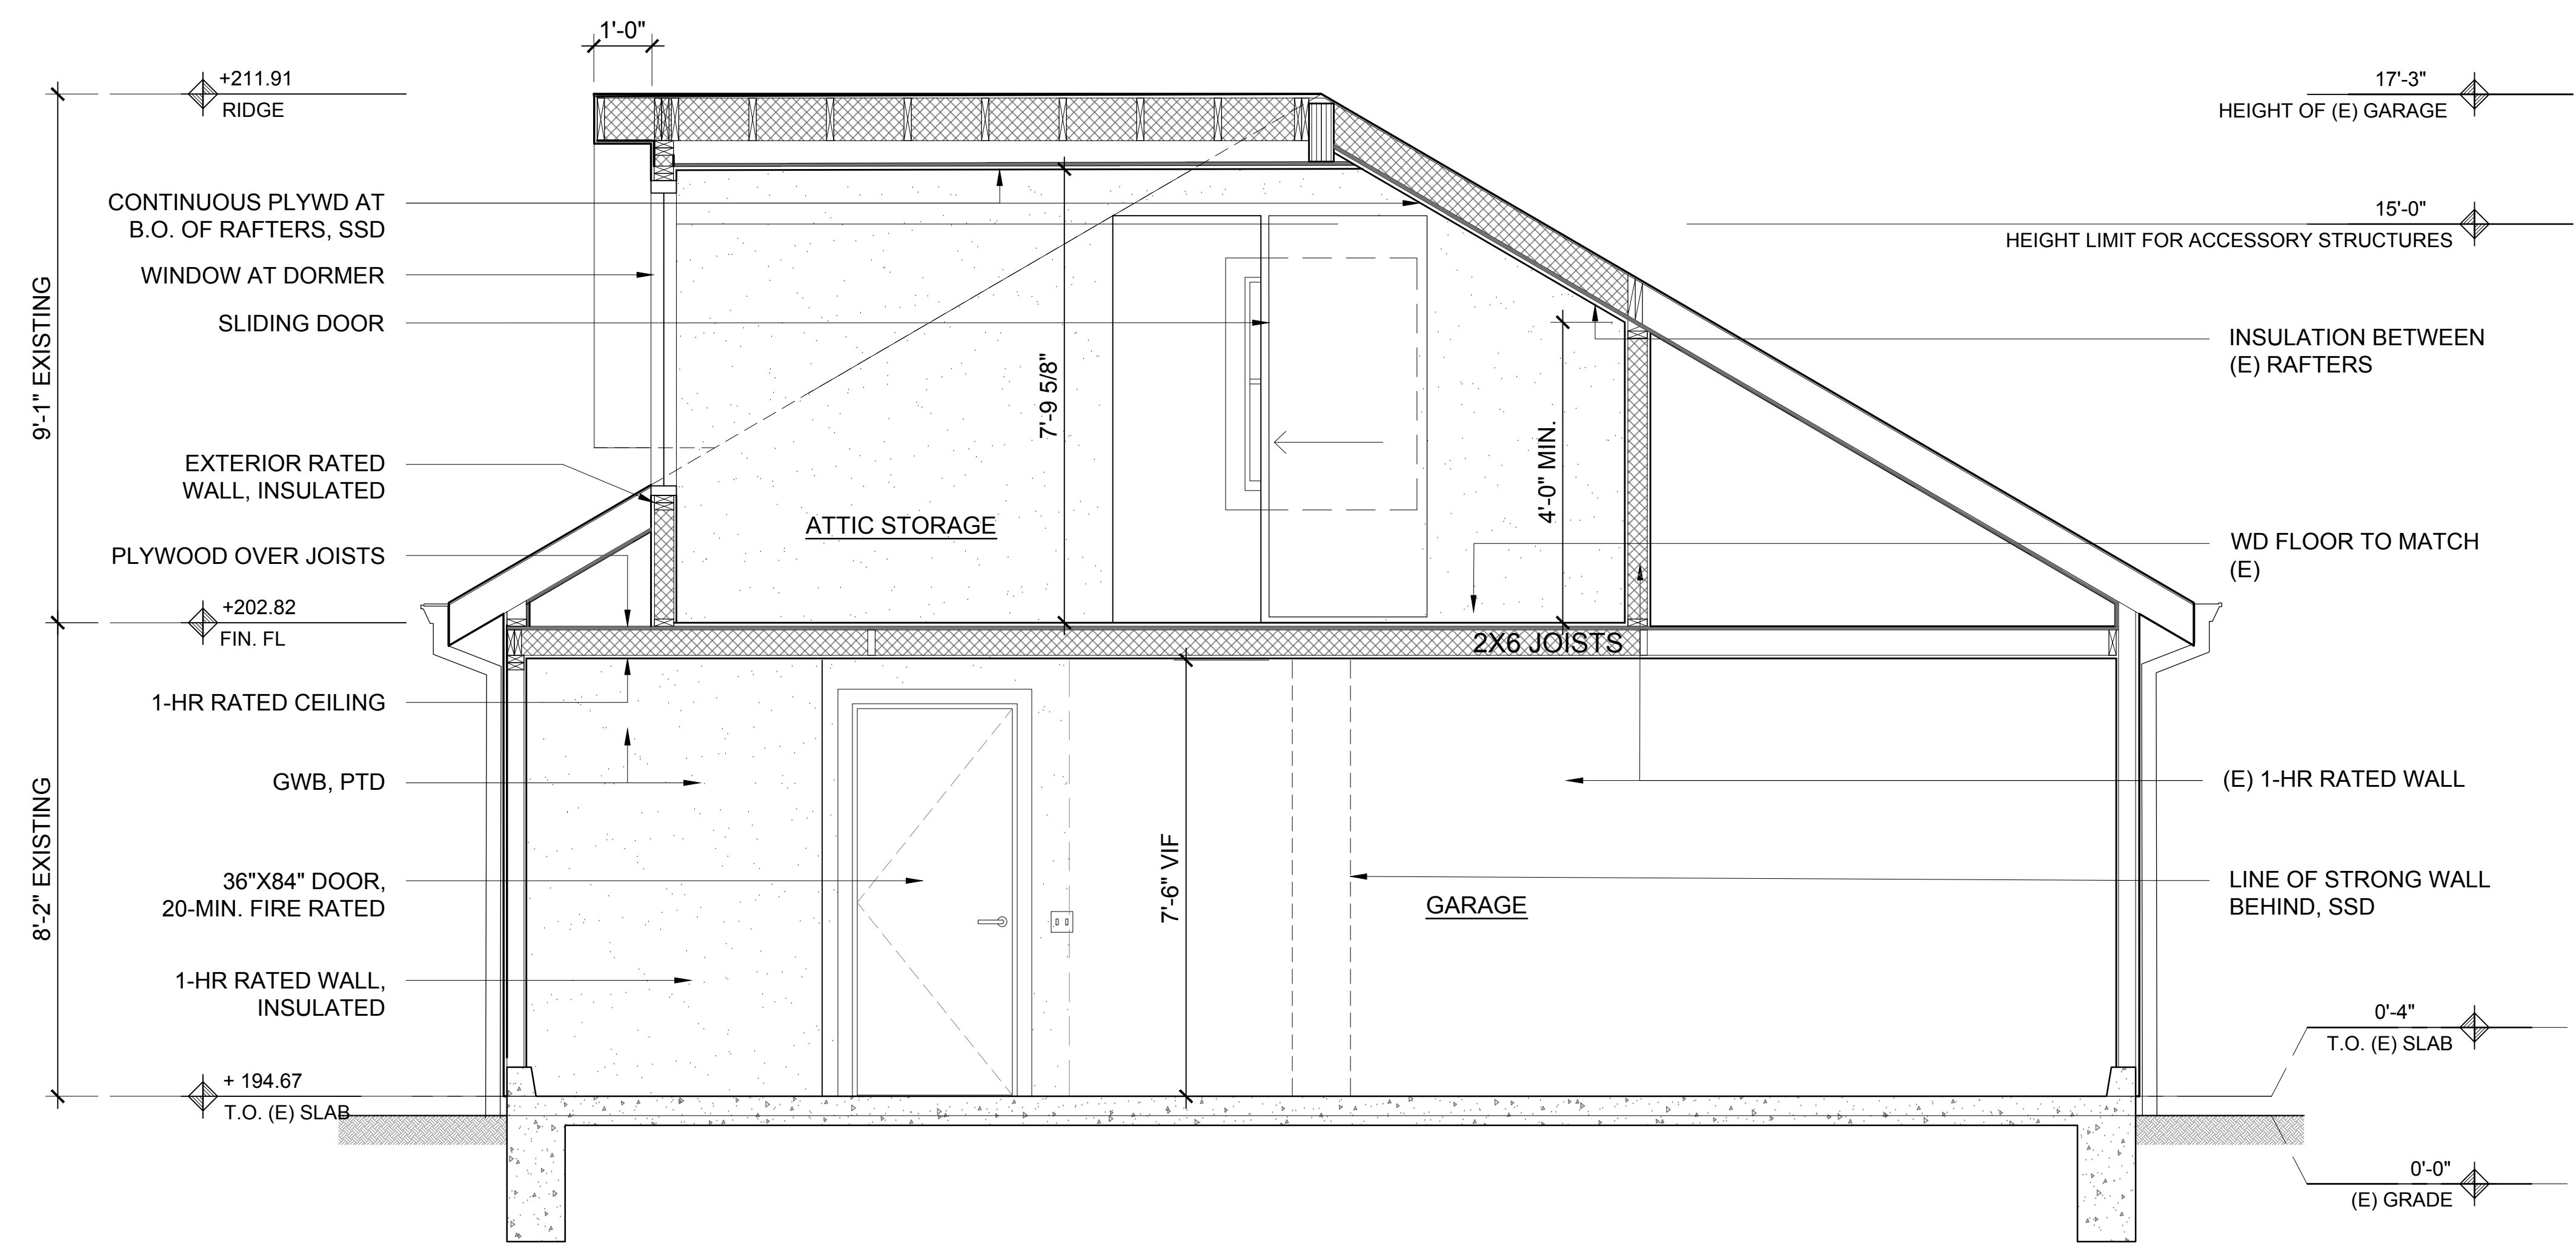 1'-0"
+211.91
RIDGE
17'-3"
HEIGHT OF (E) GARAGE
CONTINUOUS PLYWD AT
B.O. OF RAFTERS, SSD
15'-0"
HEIGHT LIMIT FOR ACCESSORY STRUCTURES
WINDOW AT DORMER
SLIDING DOOR
9'-1" EXISTING
7'-9 5/8"
4'-0" MIN.
INSULATION BETWEEN
(E) RAFTERS
EXTERIOR RATED
WALL, INSULATED
ATTIC STORAGE
PLYWOOD OVER JOISTS
WD FLOOR TO MATCH
(E)
+202.82
FIN. FL
2X6 JOISTS
1-HR RATED CEILING
GWB, PTD
(E) 1-HR RATED WALL
8'-2" EXISTING
7'-6" VIF
36"X84" DOOR,
20-MIN. FIRE RATED
GARAGE
LINE OF STRONG WALL
BEHIND, SSD
1-HR RATED WALL,
INSULATED
0'-4"
T.O. (E) SLAB
+ 194.67
T.O. (E) SLAB
0'-0"
(E) GRADE